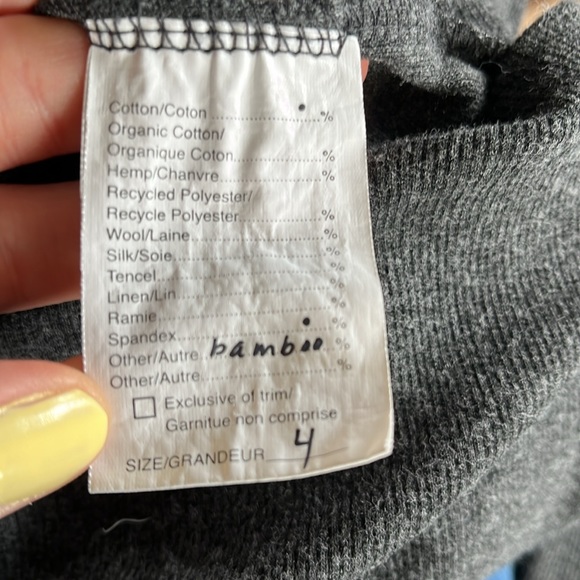 Cotton/Coton..........•...%
Organic Cotton/
Organique Coton...............%
Hemp/Chanvre..................%
Recycled Polyester/
Recycle Polyester..............%
Wool/Laine.......................%
Silk/Soie..........................%
Tencel..............................%
Linen/Lin..........................%
Ramie..............................%
Spandex................•........%
Other/Autre..bamboo %
Other/Autre......................%
Exclusive of trim/
Garnitue non comprise
SIZE/GRANDEUR 4